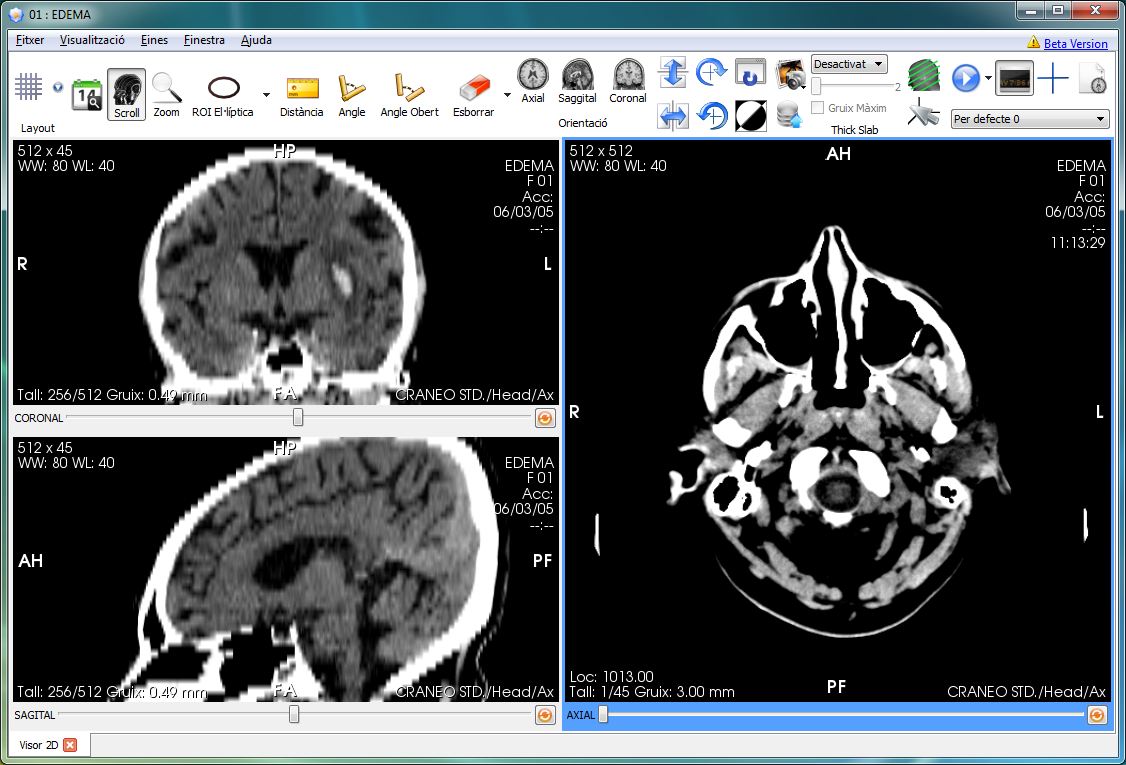 01 : EDEMA
Fitxer Visualització Eines Finestra Ajuda
Beta Version
14
Layout
Scroll
Zoom
ROI El·líptica
Distància
Angle
Angle Obert
Esborrar
Axial
Saggital
Coronal
Orientació
Desactivat
2
Gruix Màxim
Thick Slab
Per defecte 0
512 x 45
WW: 80 WL: 40
HP
EDEMA
F 01
Acc:
06/03/05
--:--
R
L
Tall: 256/512 Gruix: 0.49 mm
FA
CRANEO STD./Head/Ax
CORONAL
512 x 45
WW: 80 WL: 40
HP
EDEMA
F 01
Acc:
06/03/05
--:--
AH
PF
Tall: 256/512 Gruix: 0.49 mm
FA
CRANEO STD./Head/Ax
SAGITAL
512 x 512
WW: 80 WL: 40
AH
EDEMA
F 01
Acc:
06/03/05
--:--
11:13:29
R
L
Loc: 1013.00
Tall: 1/45 Gruix: 3.00 mm
PF
CRANEO STD./Head/Ax
AXIAL
Visor 2D